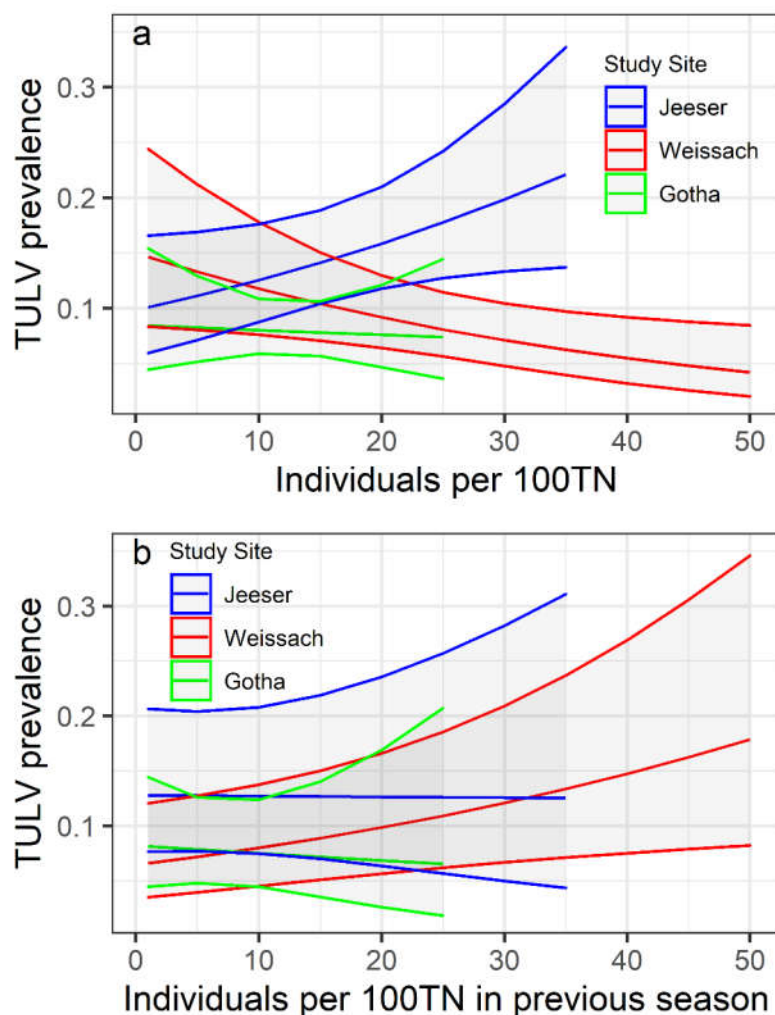 a
Study Site
Jeeser
Weissach
Gotha
TULV prevalence
0.3
0.2
0.1
0 10 20 30 40 50
Individuals per 100TN
b
Study Site
Jeeser
Weissach
Gotha
TULV prevalence
0.3
0.2
0.1
0 10 20 30 40 50
Individuals per 100TN in previous season